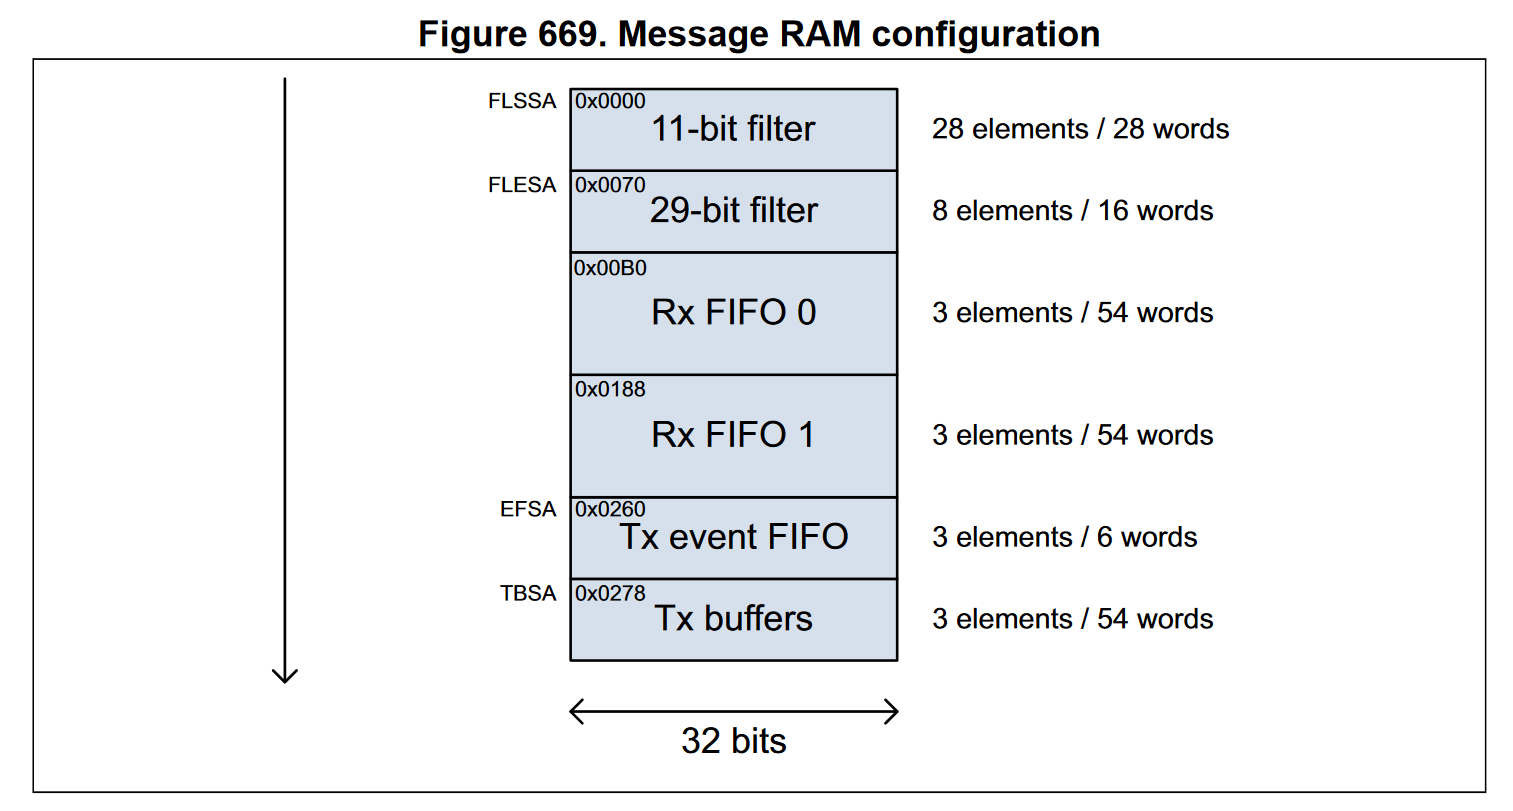 Figure 669. Message RAM configuration
FLSSA 0x0000
11-bit filter 28 elements / 28 words
FLESA 0x0070
29-bit filter 8 elements / 16 words
0x00B0
Rx FIFO 0 3 elements / 54 words
0x0188
Rx FIFO 1 3 elements / 54 words
EFSA 0x0260
Tx event FIFO 3 elements / 6 words
TBSA 0x0278
Tx buffers 3 elements / 54 words
32 bits